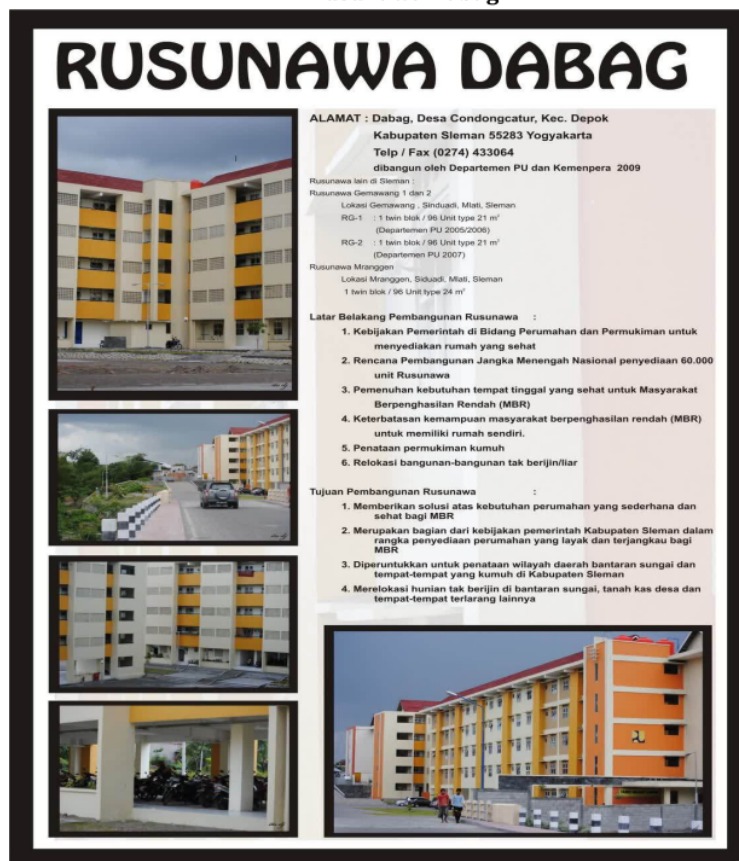 RUSUNAWA DABAG
ALAMAT : Dabag, Desa Condongcatur, Kec. Depok
Kabupaten Sleman 55283 Yogyakarta
Telp / Fax (0274) 433064
dibangun oleh Departemen PU dan Kemenpera 2009
Rusunawa lain di Sleman :
Rusunawa Gemawang 1 dan 2
Lokasi Gemawang , Sinduadi, Mlati, Sleman
RG-1 : 1 twin blok / 96 Unit type 21 m²
(Departemen PU 2005/2006)
RG-2 : 1 twin blok / 96 Unit type 21 m²
(Departemen PU 2007)
Rusunawa Mranggen
Lokasi Mranggen, Siduadi, Mlati, Sleman
1 twin blok / 96 Unit type 24 m²
Latar Belakang Pembangunan Rusunawa :
1. Kebijakan Pemerintah di Bidang Perumahan dan Permukiman untuk
menyediakan rumah yang sehat
2. Rencana Pembangunan Jangka Menengah Nasional penyediaan 60.000
unit Rusunawa
3. Pemenuhan kebutuhan tempat tinggal yang sehat untuk Masyarakat
Berpenghasilan Rendah (MBR)
4. Keterbatasan kemampuan masyarakat berpenghasilan rendah (MBR)
untuk memiliki rumah sendiri.
5. Penataan permukiman kumuh
6. Relokasi bangunan-bangunan tak berijin/liar
Tujuan Pembangunan Rusunawa :
1. Memberikan solusi atas kebutuhan perumahan yang sederhana dan
sehat bagi MBR
2. Merupakan bagian dari kebijakan pemerintah Kabupaten Sleman dalam
rangka penyediaan perumahan yang layak dan terjangkau bagi
MBR
3. Diperuntukkan untuk penataan wilayah daerah bantaran sungai dan
tempat-tempat yang kumuh di Kabupaten Sleman
4. Merelokasi hunian tak berijin di bantaran sungai, tanah kas desa dan
tempat-tempat terlarang lainnya